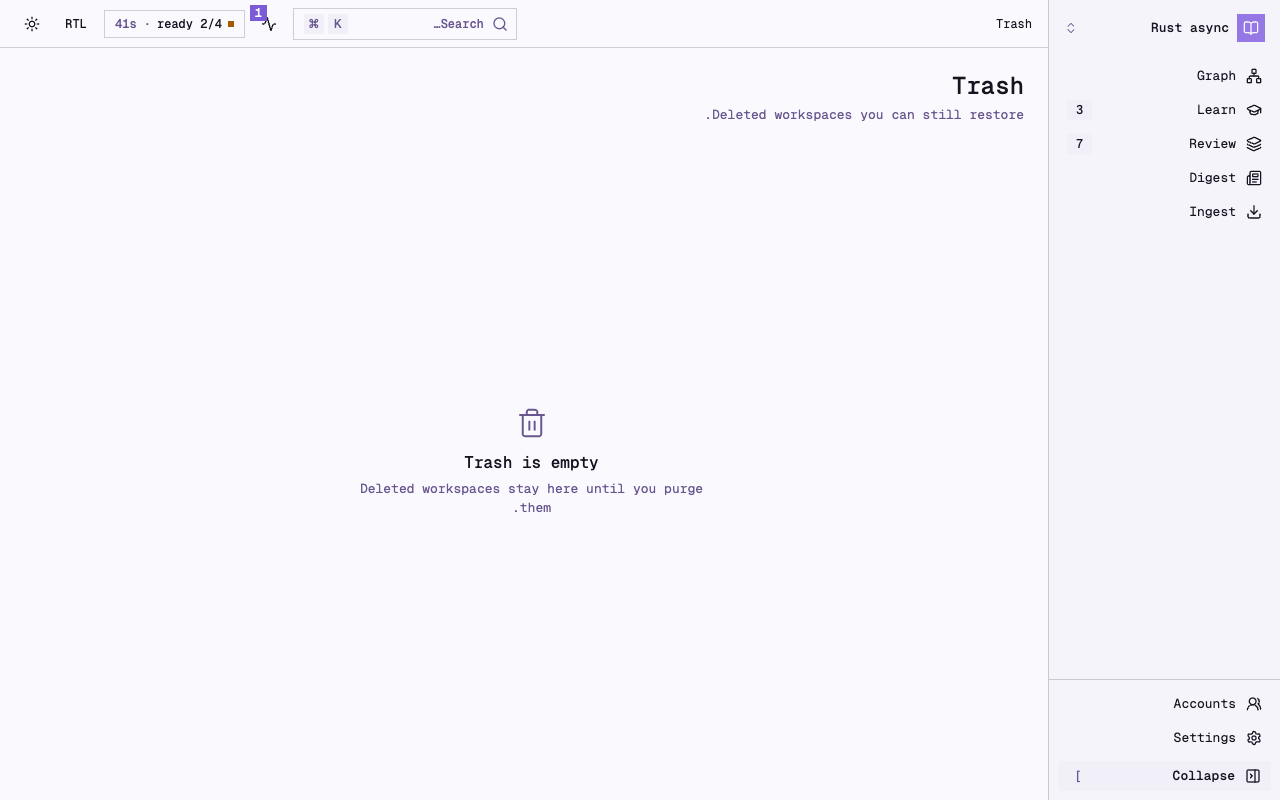 RTL
41s · ready 2/4
1
⌘ K
…Search
Trash
Rust async
Trash
.Deleted workspaces you can still restore
Graph
Learn
3
Review
7
Digest
Ingest
Trash is empty
Deleted workspaces stay here until you purge
.them
Accounts
Settings
Collapse
[